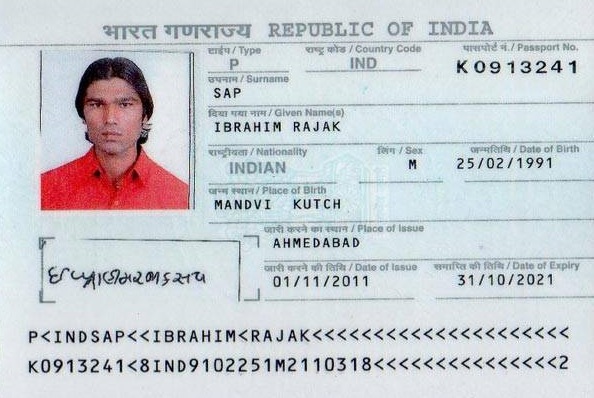 भारत गणराज्य REPUBLIC OF INDIA
टाईप / Type राष्ट्र कोड / Country Code पासपोर्ट नं. / Passport No.
P IND K0913241
उपनाम / Surname
SAP
दिया गया नाम / Given Name(s)
IBRAHIM RAJAK
राष्ट्रीयता / Nationality लिंग / Sex जन्मतिथि / Date of Birth
INDIAN M 25/02/1991
जन्म स्थान / Place of Birth
MANDVI KUTCH
जारी करने का स्थान / Place of Issue
AHMEDABAD
जारी करने की तिथि / Date of Issue समाप्ति की तिथि / Date of Expiry
01/11/2011 31/10/2021
P<INDSAP<<IBRAHIM<RAJAK<<<<<<<<<<<<<<<<<<<<<
K0913241<8IND9102251M2110318<<<<<<<<<<<<<<<2